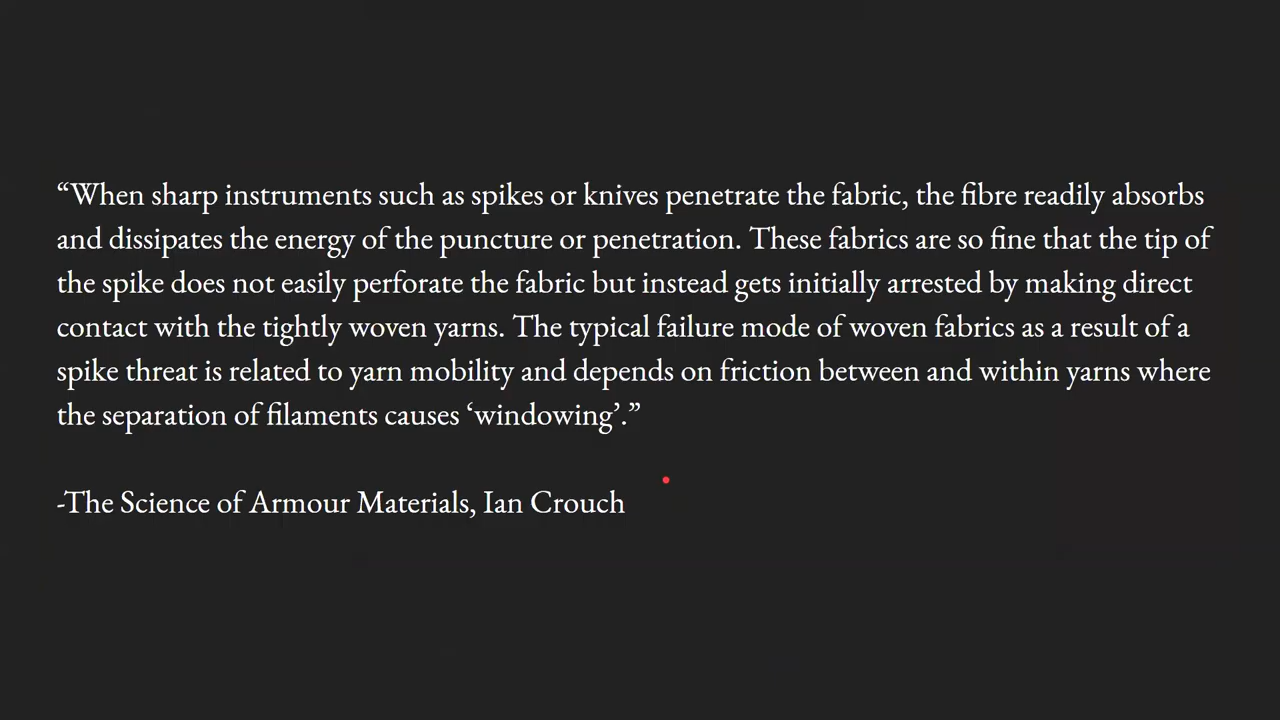 “When sharp instruments such as spikes or knives penetrate the fabric, the fibre readily absorbs
and dissipates the energy of the puncture or penetration. These fabrics are so fine that the tip of
the spike does not easily perforate the fabric but instead gets initially arrested by making direct
contact with the tightly woven yarns. The typical failure mode of woven fabrics as a result of a
spike threat is related to yarn mobility and depends on friction between and within yarns where
the separation of filaments causes ‘windowing’.”
-The Science of Armour Materials, Ian Crouch